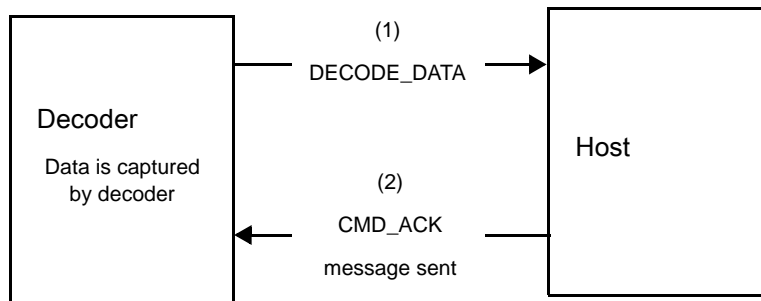 (1)
DECODE_DATA
Decoder
Data is captured
by decoder
Host
(2)
CMD_ACK
message sent